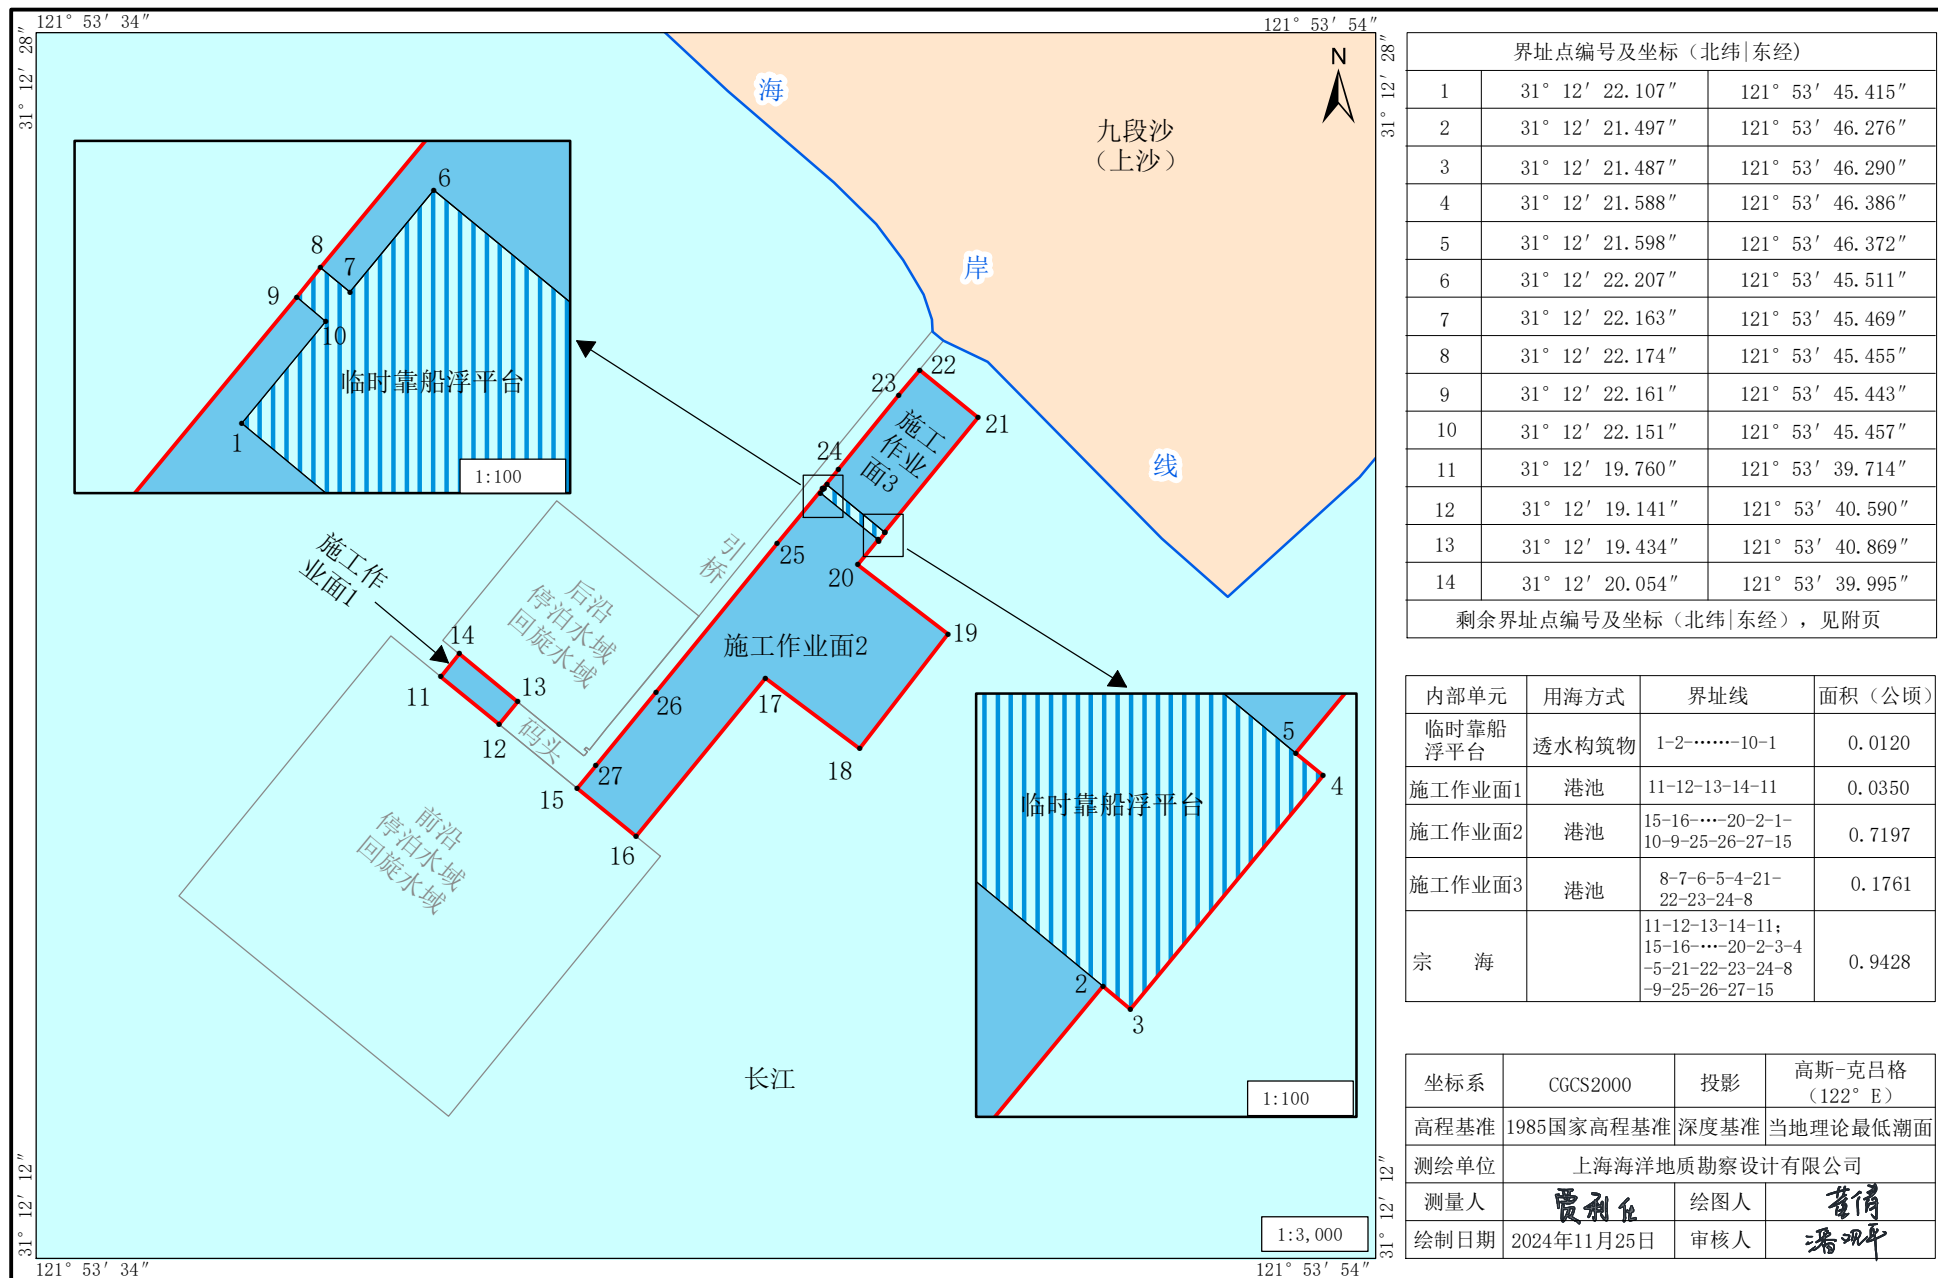 121° 53′ 34″
121° 53′ 54″
31° 12′ 28″
31° 12′ 28″
N
海
岸
线
九段沙
（上沙）
6
8
7
9
10
临时靠船浮平台
1
1:100
22
23
21
施工
作业
面3
24
25
20
引
桥
施工作
业面1
后沿
停泊水域
回旋水域
14
13
11
12
码头
施工作业面2
19
26
17
18
27
15
16
前沿
停泊水域
回旋水域
5
4
临时靠船浮平台
2
3
1:100
长江
1:3,000
31° 12′ 12″
31° 12′ 12″
121° 53′ 34″
121° 53′ 54″
界址点编号及坐标（北纬|东经)
1 31° 12′ 22.107″ 121° 53′ 45.415″
2 31° 12′ 21.497″ 121° 53′ 46.276″
3 31° 12′ 21.487″ 121° 53′ 46.290″
4 31° 12′ 21.588″ 121° 53′ 46.386″
5 31° 12′ 21.598″ 121° 53′ 46.372″
6 31° 12′ 22.207″ 121° 53′ 45.511″
7 31° 12′ 22.163″ 121° 53′ 45.469″
8 31° 12′ 22.174″ 121° 53′ 45.455″
9 31° 12′ 22.161″ 121° 53′ 45.443″
10 31° 12′ 22.151″ 121° 53′ 45.457″
11 31° 12′ 19.760″ 121° 53′ 39.714″
12 31° 12′ 19.141″ 121° 53′ 40.590″
13 31° 12′ 19.434″ 121° 53′ 40.869″
14 31° 12′ 20.054″ 121° 53′ 39.995″
剩余界址点编号及坐标（北纬|东经），见附页
内部单元 用海方式 界址线 面积（公顷）
临时靠船
浮平台 透水构筑物 1-2-……-10-1 0.0120
施工作业面1 港池 11-12-13-14-11 0.0350
施工作业面2 港池 15-16-…-20-2-1-
10-9-25-26-27-15 0.7197
施工作业面3 港池 8-7-6-5-4-21-
22-23-24-8 0.1761
宗 海 11-12-13-14-11;
15-16-…-20-2-3-4
-5-21-22-23-24-8
-9-25-26-27-15 0.9428
坐标系 CGCS2000 投影 高斯-克吕格
（122° E）
高程基准 1985国家高程基准 深度基准 当地理论最低潮面
测绘单位 上海海洋地质勘察设计有限公司
测量人 绘图人
绘制日期 2024年11月25日 审核人